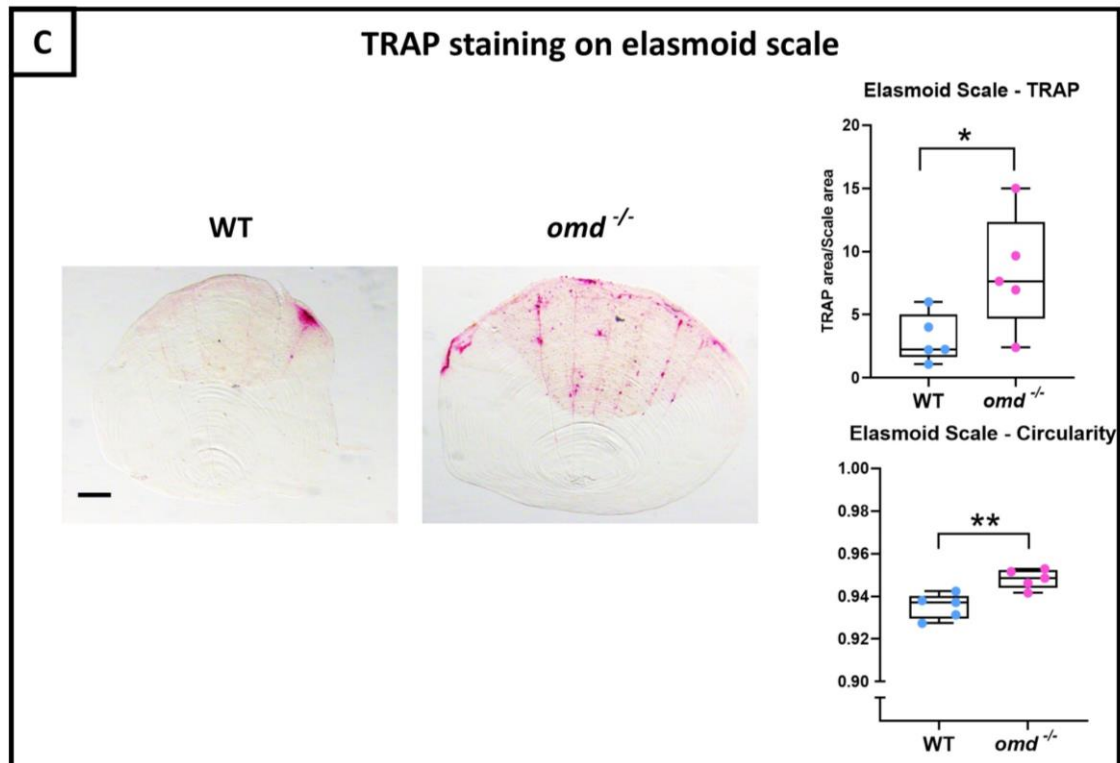 C
TRAP staining on elasmoid scale
WT
omd -/-
Elasmoid Scale - TRAP
TRAP area/Scale area
20
15
10
5
0
*
WT
omd -/-
Elasmoid Scale - Circularity
1.00
0.98
0.96
0.94
0.92
0.90
**
WT
omd -/-